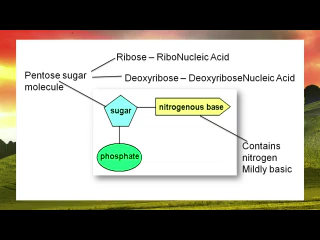 Ribose – RiboNucleic Acid
Pentose sugar
molecule
Deoxyribose – DeoxyriboseNucleic Acid
sugar
nitrogenous base
phosphate
Contains
nitrogen
Mildly basic